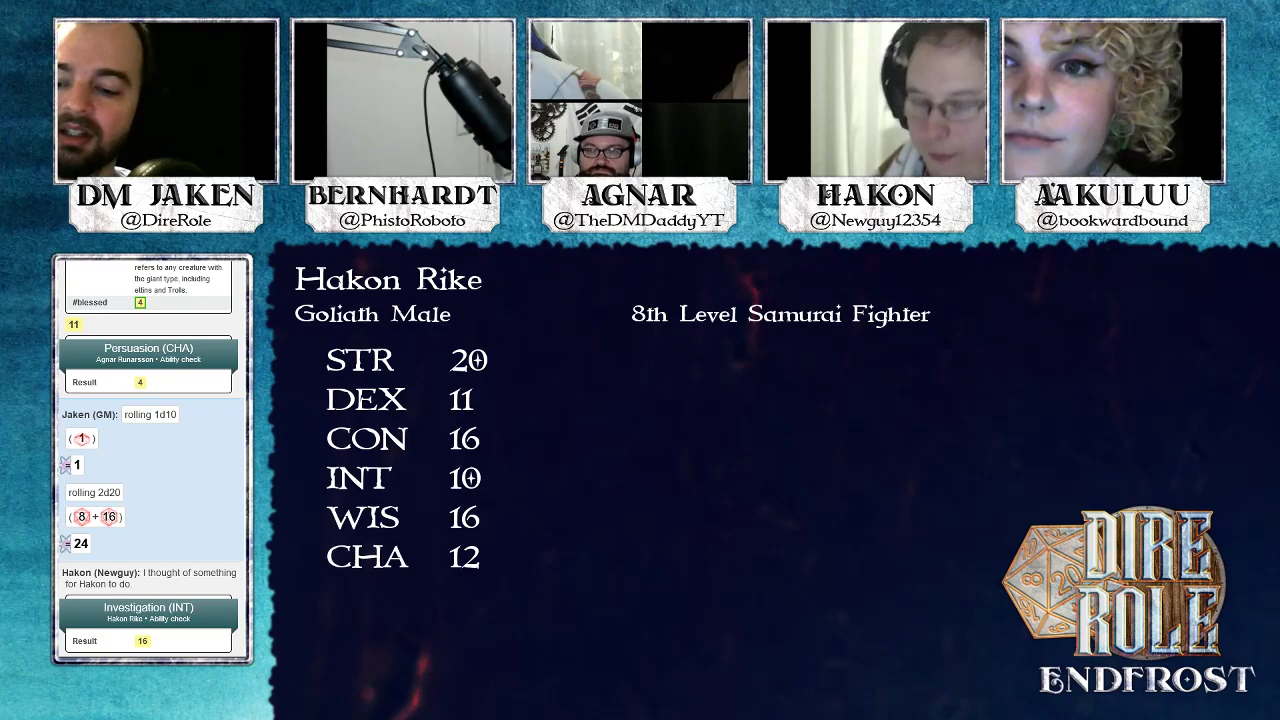 DM JAKEN
@DireRole
BERNHARDT
@PhistoRobofo
AGNAR
@TheDMDaddyYT
HAKON
@Newguy12354
AAKULUU
@bookwardbound
refers to any creature with
the giant type, including
ettins and Trolls.
#blessed 4
11
Persuasion (CHA)
Agnar Runarsson • Ability check
Result 4
Jaken (GM): rolling 1d10
(1)
=1
rolling 2d20
(8+16)
=24
Hakon (Newguy): I thought of something
for Hakon to do.
Investigation (INT)
Hakon Rike • Ability check
Result 16
Hakon Rike
Goliath Male 8th Level Samurai Fighter
STR 20
DEX 11
CON 16
INT 10
WIS 16
CHA 12
8 20
DIRE
ROLE
ENDFROST